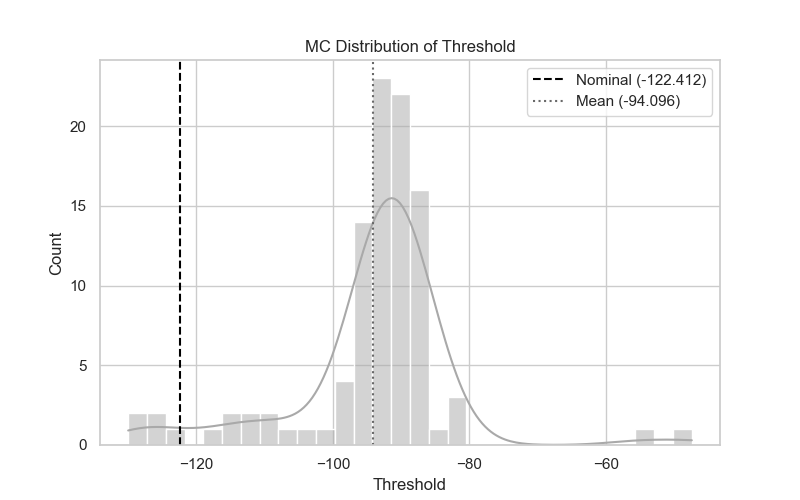 MC Distribution of Threshold
Nominal (-122.412)
Mean (-94.096)
20
15
10
5
0
Count
−120
−100
−80
−60
Threshold